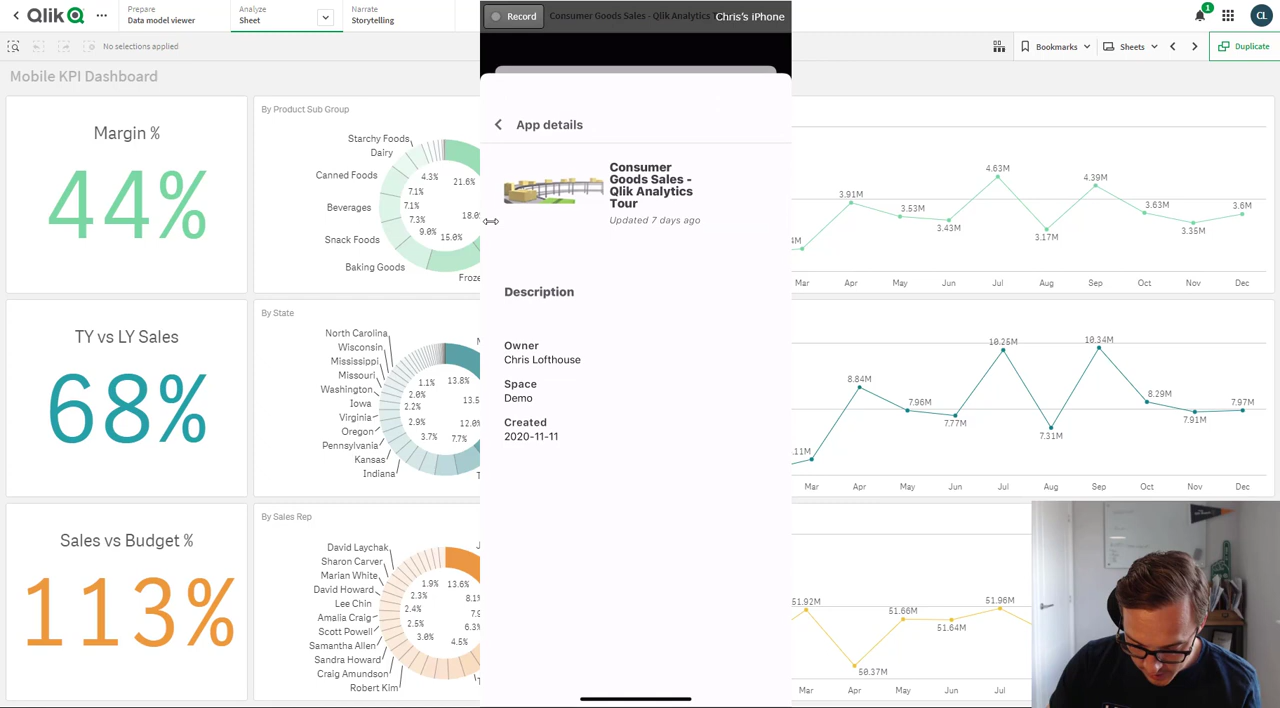 Qlik
Prepare
Data model viewer
Analyze
Sheet
Narrate
Storytelling
Record
Consumer Goods Sales - Qlik Analytics
Chris's iPhone
1
CL
No selections applied
Bookmarks
Sheets
Duplicate
Mobile KPI Dashboard
Margin %
44%
By Product Sub Group
Starchy Foods
Dairy
Canned Foods
Beverages
Snack Foods
Baking Goods
4.3%
7.1%
7.1%
7.3%
9.0%
15.0%
18.0
21.6%
Froze
App details
Consumer
Goods Sales -
Qlik Analytics
Tour
Updated 7 days ago
Description
Owner
Chris Lofthouse
Space
Demo
Created
2020-11-11
3.91M
3.53M
3.43M
4.63M
3.17M
4.39M
3.63M
3.35M
3.6M
Mar
Apr
May
Jun
Jul
Aug
Sep
Oct
Nov
Dec
TY vs LY Sales
68%
By State
North Carolina
Wisconsin
Mississippi
Missouri
Washington
Iowa
Virginia
Oregon
Pennsylvania
Kansas
Indiana
1.1%
2.0%
2.2%
2.9%
3.7%
7.7%
12.0%
13.5
13.8%
.11M
8.84M
7.96M
7.77M
10.25M
7.31M
10.34M
8.29M
7.91M
7.97M
Mar
Apr
May
Jun
Jul
Aug
Sep
Oct
Nov
Dec
Sales vs Budget %
113%
By Sales Rep
David Laychak
Sharon Carver
Marian White
David Howard
Lee Chin
Amalia Craig
Scott Powell
Samantha Allen
Sandra Howard
Craig Amundson
Robert Kim
1.9%
2.3%
2.4%
2.5%
3.0%
4.5%
6.3%
7.9
8.1%
13.6%
51.92M
50.37M
51.66M
51.64M
51.96M
Mar
Apr
May
Jun
Jul